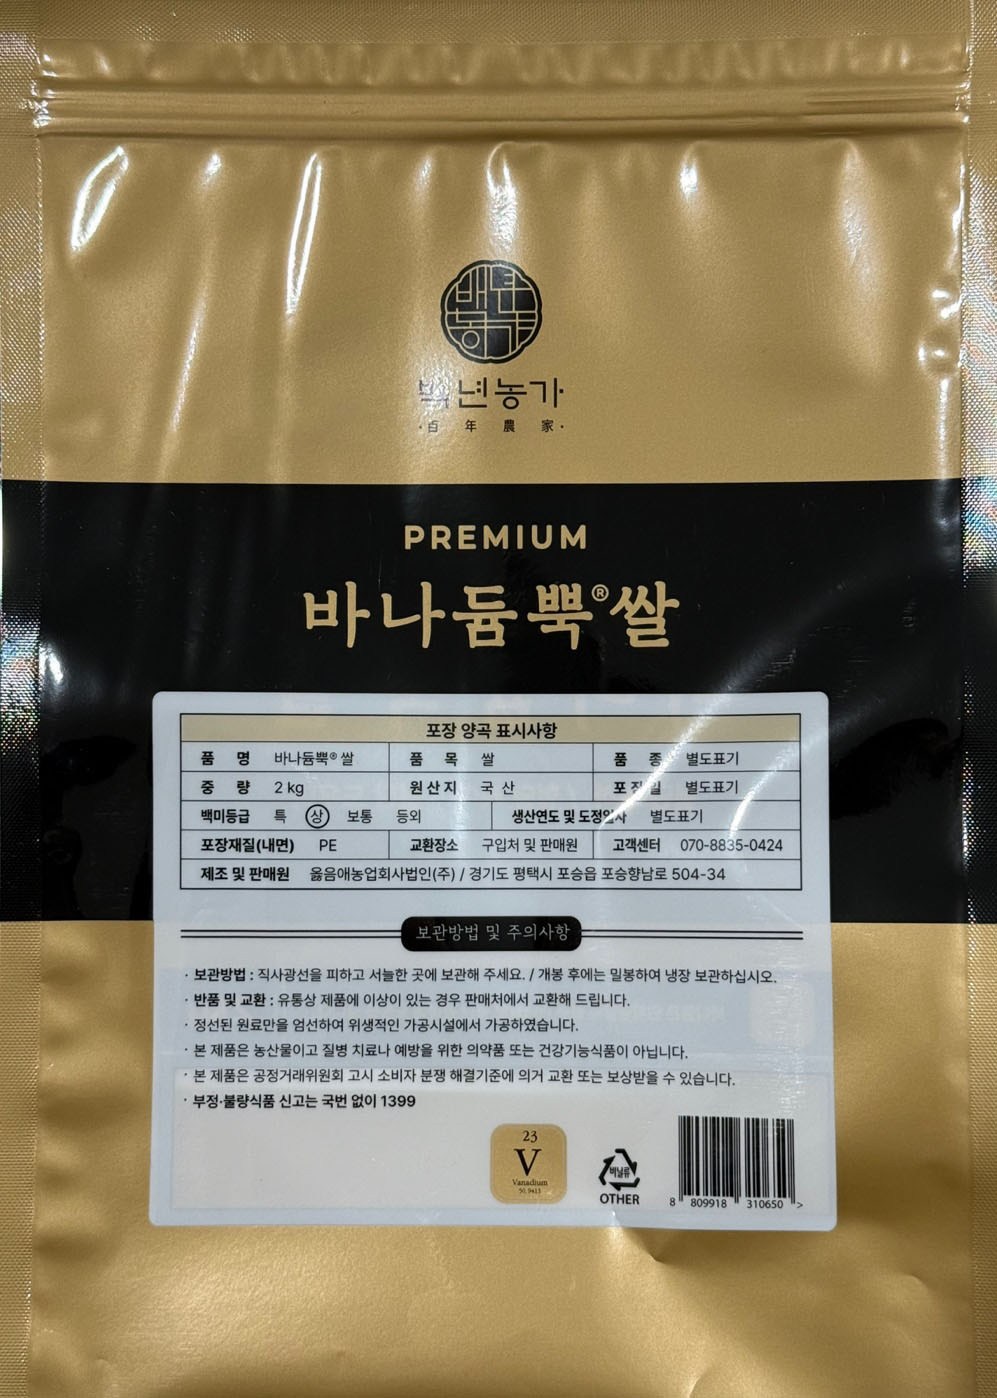 백년농가
백년농가
·百年農家·
PREMIUM
바나듐뿍®쌀
포장 양곡 표시사항
품 명 바나듐뿍®쌀 품 목 쌀 품 종 별도표기
중 량 2 kg 원산지 국 산 포장일 별도표기
백미등급 특 상 보통 등외 생산연도 및 도정일자 별도표기
포장재질(내면) PE 교환장소 구입처 및 판매원 고객센터 070-8835-0424
제조 및 판매원 옳음애농업회사법인(주) / 경기도 평택시 포승읍 포승향남로 504-34
보관방법 및 주의사항
· 보관방법 : 직사광선을 피하고 서늘한 곳에 보관해 주세요. / 개봉 후에는 밀봉하여 냉장 보관하십시오.
· 반품 및 교환 : 유통상 제품에 이상이 있는 경우 판매처에서 교환해 드립니다.
· 정선된 원료만을 엄선하여 위생적인 가공시설에서 가공하였습니다.
· 본 제품은 농산물이고 질병 치료나 예방을 위한 의약품 또는 건강기능식품이 아닙니다.
· 본 제품은 공정거래위원회 고시 소비자 분쟁 해결기준에 의거 교환 또는 보상받을 수 있습니다.
· 부정·불량식품 신고는 국번 없이 1399
23
V
Vanadium
50.9415
비닐류
OTHER
8 809918 310650 >